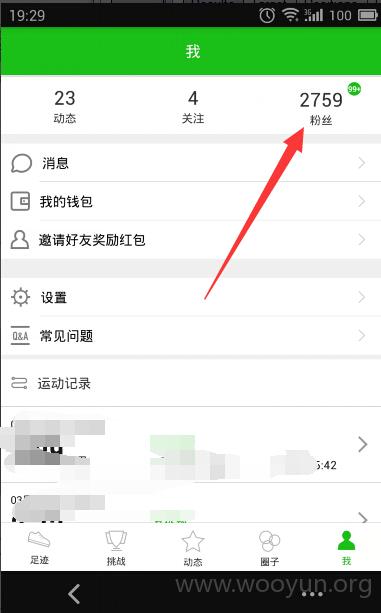 19:29
3G
100
我
23
4
2759
99+
动态
关注
粉丝
消息
我的钱包
邀请好友奖励红包
设置
Q&A
常见问题
运动记录
5:42
03
足迹
挑战
动态
圈子
我
www.wooyun.org